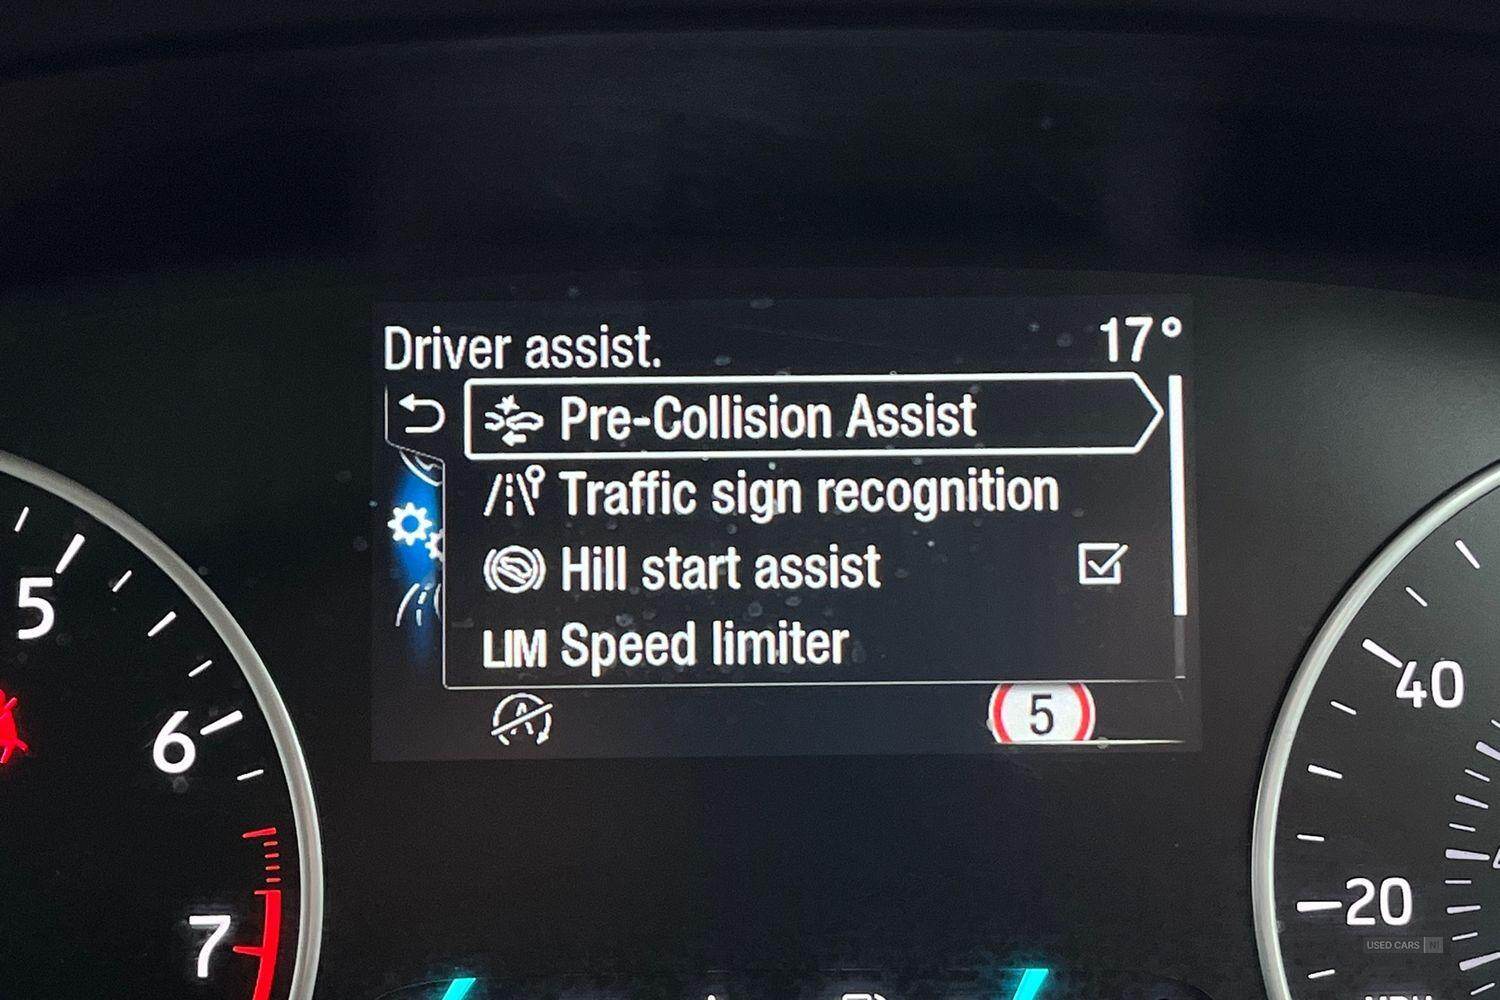 Driver assist.
17°
Pre-Collision Assist
Traffic sign recognition
Hill start assist
LIM Speed limiter
A
5
5
6
7
40
20
USED CARS NI